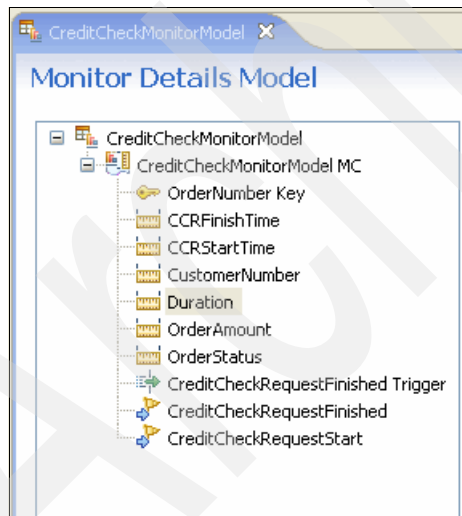 CreditCheckMonitorModel
Monitor Details Model
CreditCheckMonitorModel
CreditCheckMonitorModel MC
OrderNumber Key
CCRFinishTime
CCRStartTime
CustomerNumber
Duration
OrderAmount
OrderStatus
CreditCheckRequestFinished Trigger
CreditCheckRequestFinished
CreditCheckRequestStart